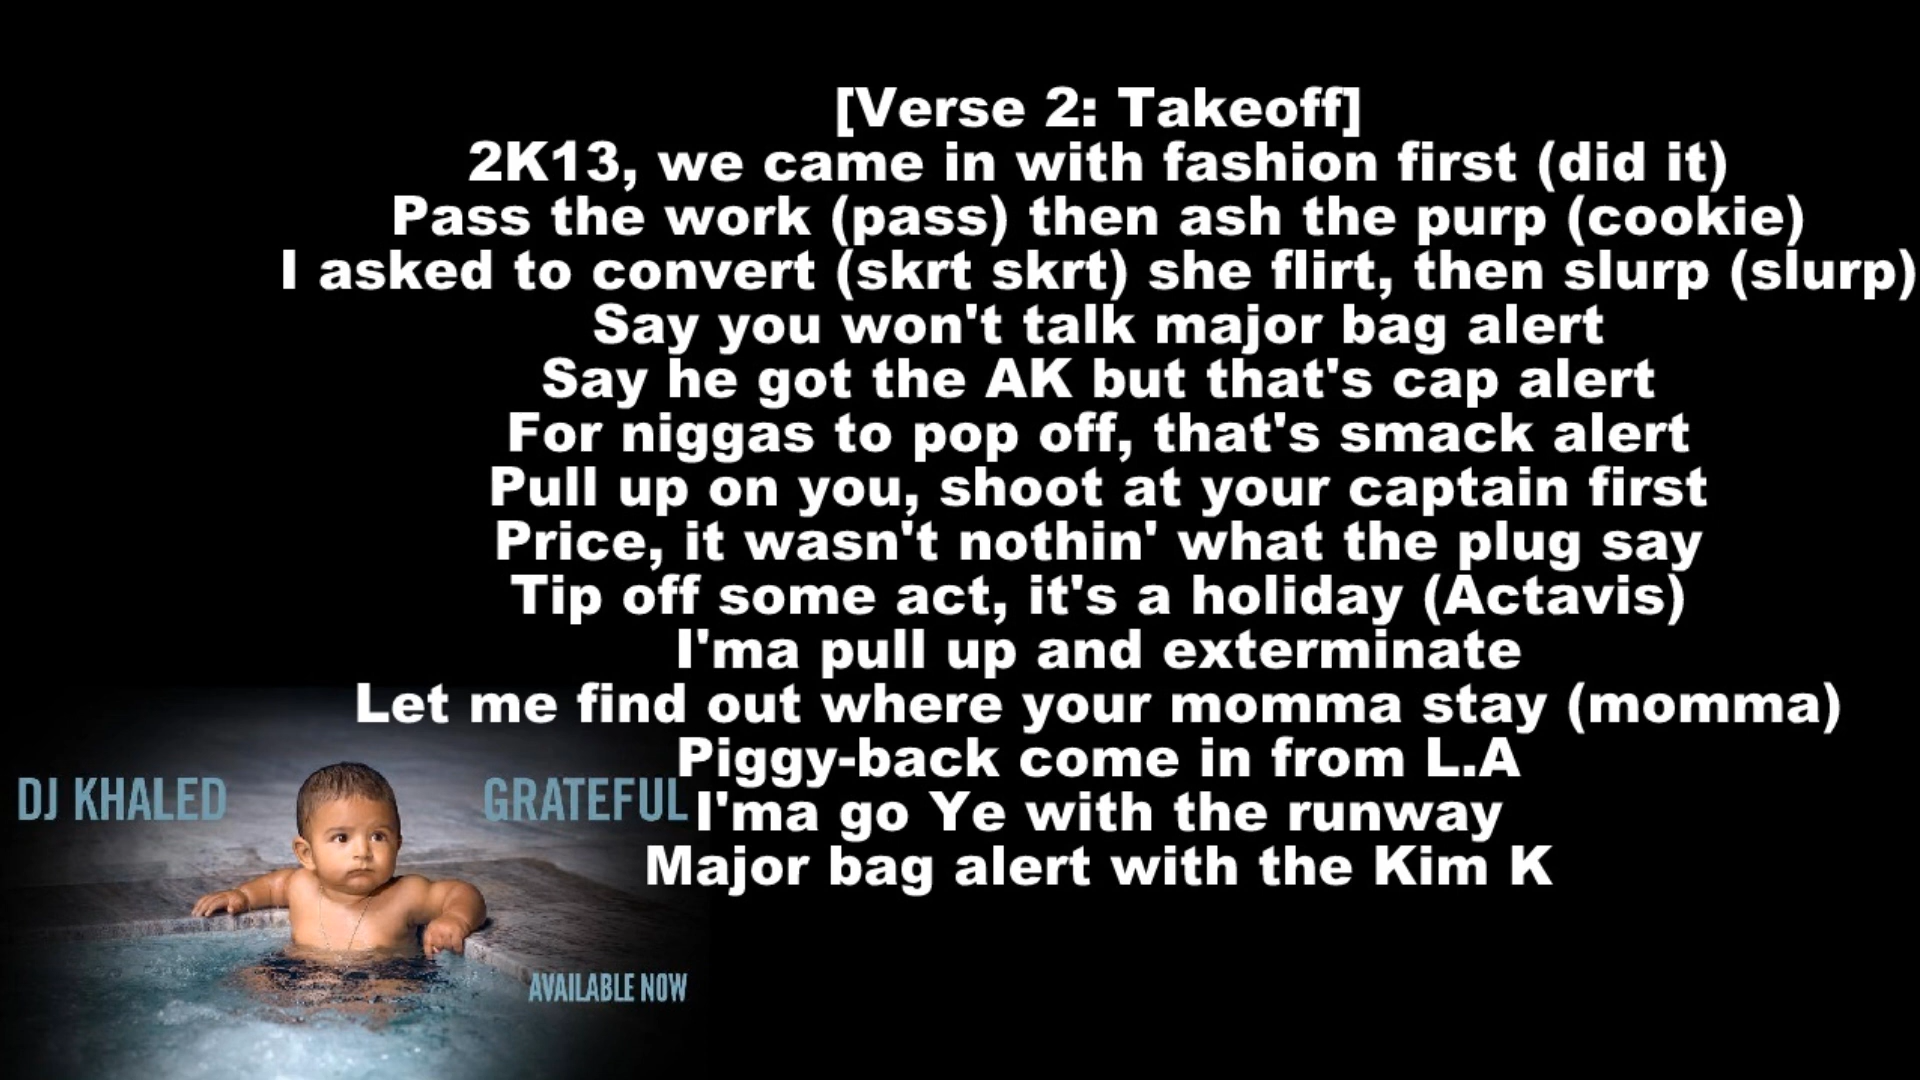 [Verse 2: Takeoff]
2K13, we came in with fashion first (did it)
Pass the work (pass) then ash the purp (cookie)
I asked to convert (skrt skrt) she flirt, then slurp (slurp)
Say you won't talk major bag alert
Say he got the AK but that's cap alert
For niggas to pop off, that's smack alert
Pull up on you, shoot at your captain first
Price, it wasn't nothin' what the plug say
Tip off some act, it's a holiday (Actavis)
I'ma pull up and exterminate
Let me find out where your momma stay (momma)
Piggy-back come in from L.A
I'ma go Ye with the runway
Major bag alert with the Kim K
DJ KHALED
GRATEFUL
AVAILABLE NOW